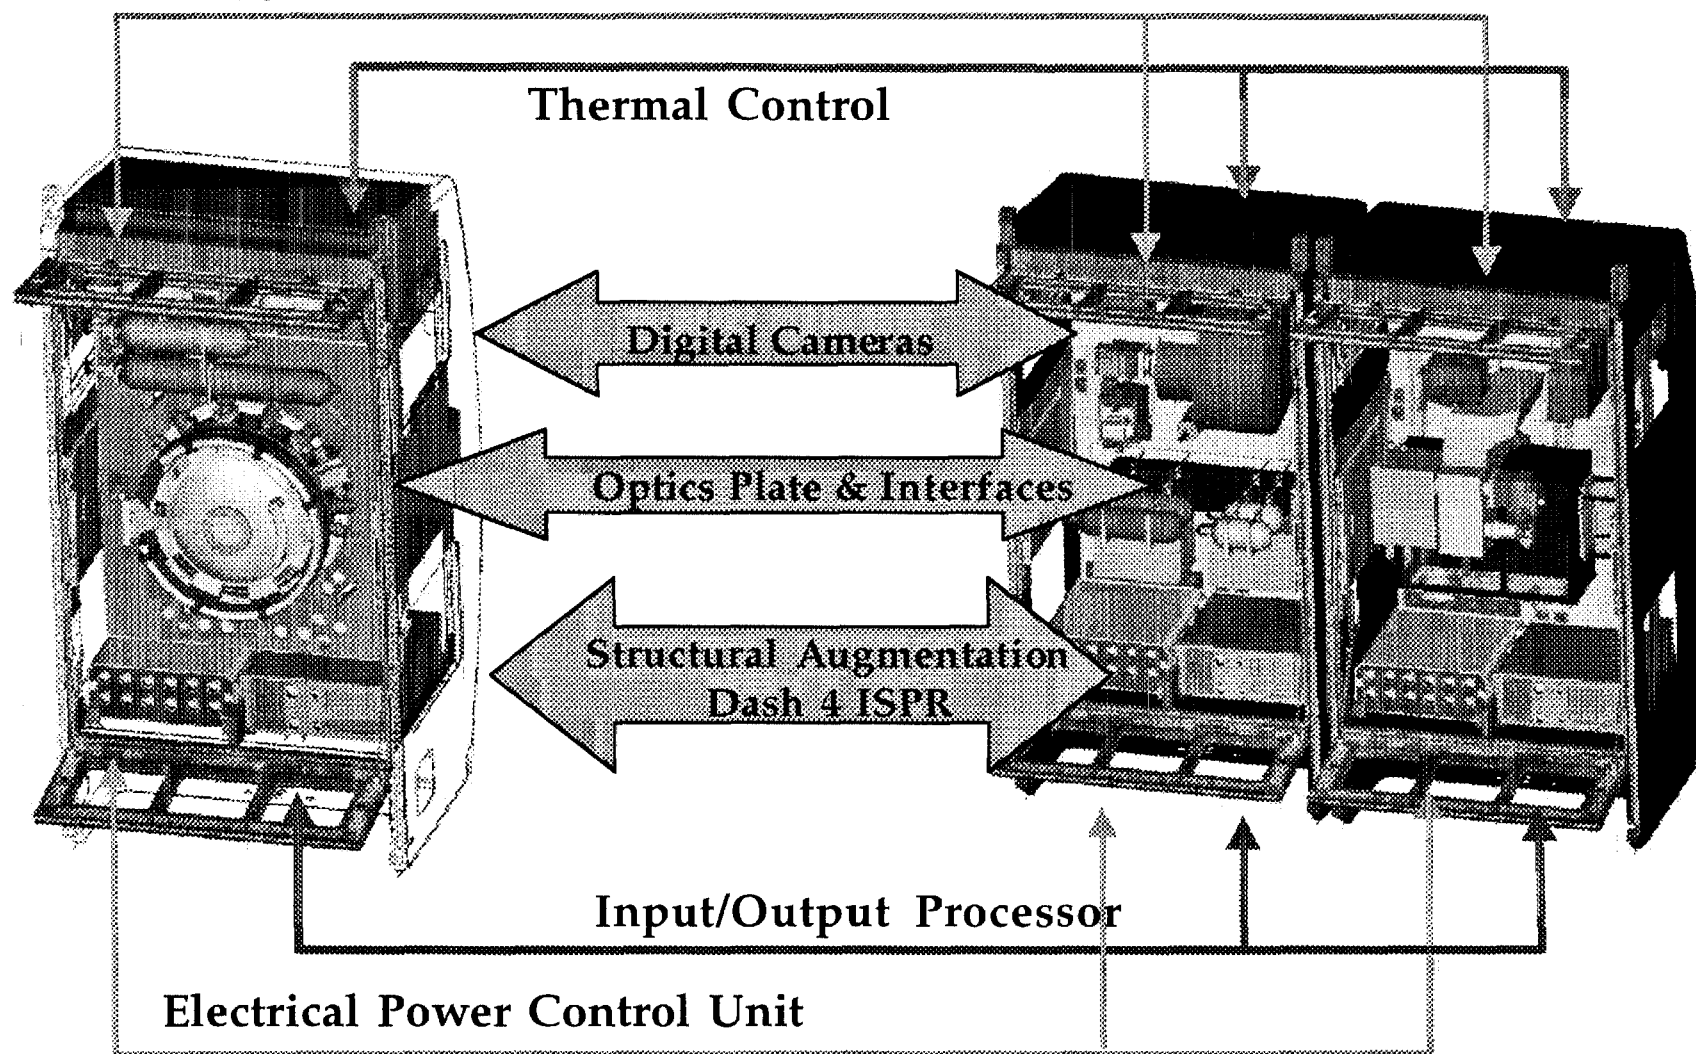 Thermal Control
Digital Cameras
Optics Plate & Interfaces
Structural Augmentation
Dash 4 ISPR
Input/Output Processor
Electrical Power Control Unit